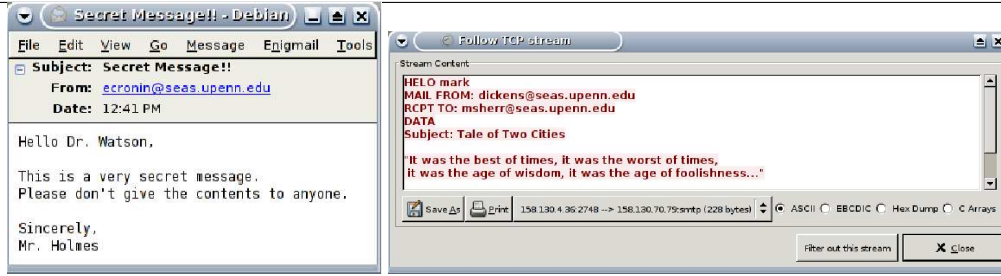 Secret Message!! - Debian
File Edit View Go Message Enigmail Tools
Subject: Secret Message!!
From: ecronin@seas.upenn.edu
Date: 12:41 PM
Hello Dr. Watson,
This is a very secret message.
Please don't give the contents to anyone.
Sincerely,
Mr. Holmes
Follow TCP stream
Stream Content
HELO mark
MAIL FROM: dickens@seas.upenn.edu
RCPT TO: msherr@seas.upenn.edu
DATA
Subject: Tale of Two Cities
"It was the best of times, it was the worst of times,
it was the age of wisdom, it was the age of foolishness..."
Save As Print 158.130.4.36:2748 --> 158.130.70.79:smtp (228 bytes) ASCII EBCDIC Hex Dump C Arrays
Filter out this stream Close